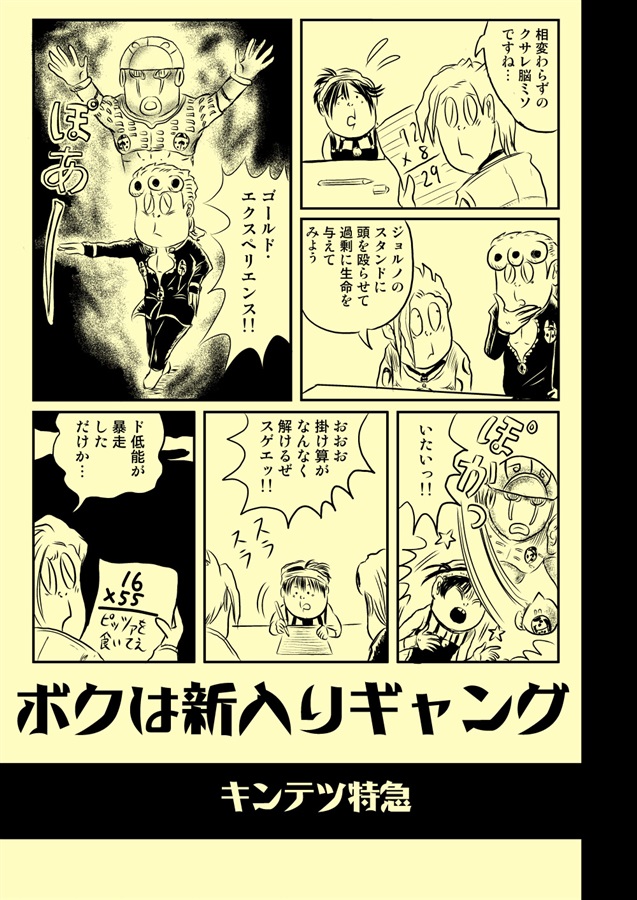 相変わらずの
クサレ脳ミソ
ですね…
12
×8
29
ジョルノの
スタンドに
頭を殴らせて
過剰に生命を
与えて
みよう
ゴールド・
エクスペリエンス!!
ぽあー
ぽかっ
いたいっ!!
おおお
掛け算が
なんなく
解けるぜ
スゲエッ!!
スラ
スラ
ド低能が
暴走
した
だけか…
16
×55
ピッツァを
食いてえ
ボクは新入りギャング
キンテツ特急